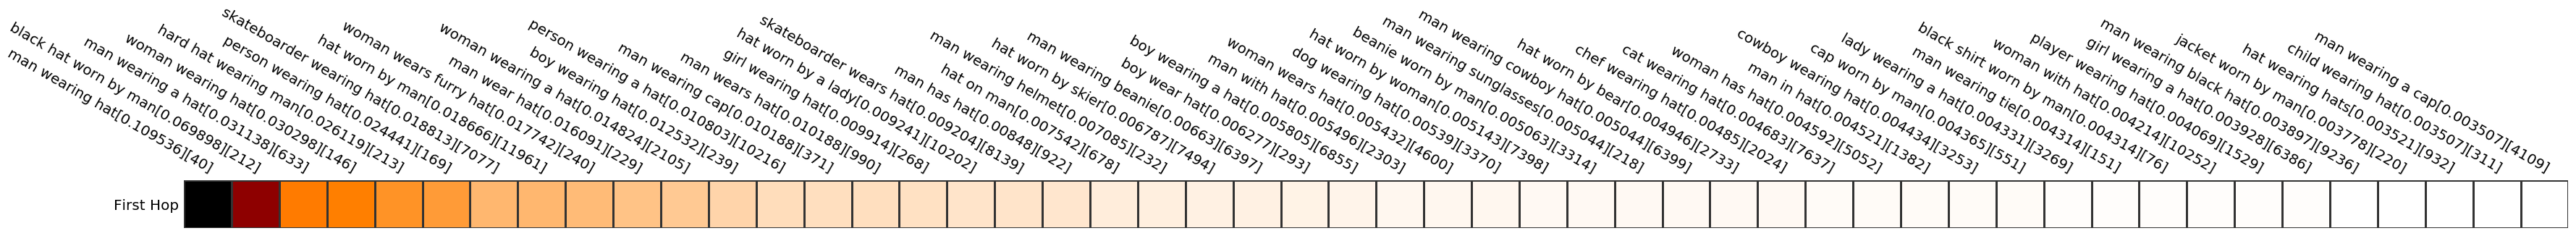 man wearing hat[0.109536][40]
black hat worn by man[0.069898][212]
man wearing a hat[0.031138][633]
woman wearing hat[0.030298][146]
hard hat wearing man[0.026119][213]
person wearing hat[0.024441][169]
skateboarder wearing hat[0.018813][7077]
hat worn by man[0.018666][11961]
woman wears furry hat[0.017742][240]
man wear hat[0.016091][229]
woman wearing a hat[0.014824][2105]
boy wearing hat[0.012532][239]
person wearing a hat[0.010803][10216]
man wearing cap[0.010188][371]
man wears hat[0.010188][990]
girl wearing hat[0.009914][268]
hat worn by a lady[0.009241][10202]
skateboarder wears hat[0.009204][8139]
man has hat[0.00848][922]
hat on man[0.007542][678]
man wearing helmet[0.007085][232]
hat worn by skier[0.006787][7494]
man wearing beanie[0.00663][6397]
boy wear hat[0.006277][293]
boy wearing a hat[0.005805][6855]
man with hat[0.005496][2303]
woman wears hat[0.005432][4600]
dog wearing hat[0.00539][3370]
hat worn by woman[0.005143][7398]
beanie worn by man[0.005063][3314]
man wearing sunglasses[0.005044][218]
man wearing cowboy hat[0.005044][6399]
hat worn by bear[0.004946][2733]
chef wearing hat[0.00485][2024]
cat wearing hat[0.004683][7637]
woman has hat[0.004592][5052]
man in hat[0.004521][1382]
cowboy wearing hat[0.004434][3253]
cap worn by man[0.004365][551]
lady wearing a hat[0.004331][3269]
man wearing tie[0.004314][151]
black shirt worn by man[0.004314][76]
woman with hat[0.004214][10252]
player wearing hat[0.004069][1529]
girl wearing a hat[0.003928][6386]
man wearing black hat[0.003897][9236]
jacket worn by man[0.003778][220]
hat wearing hats[0.003521][932]
child wearing hat[0.003507][311]
man wearing a cap[0.003507][4109]
First Hop